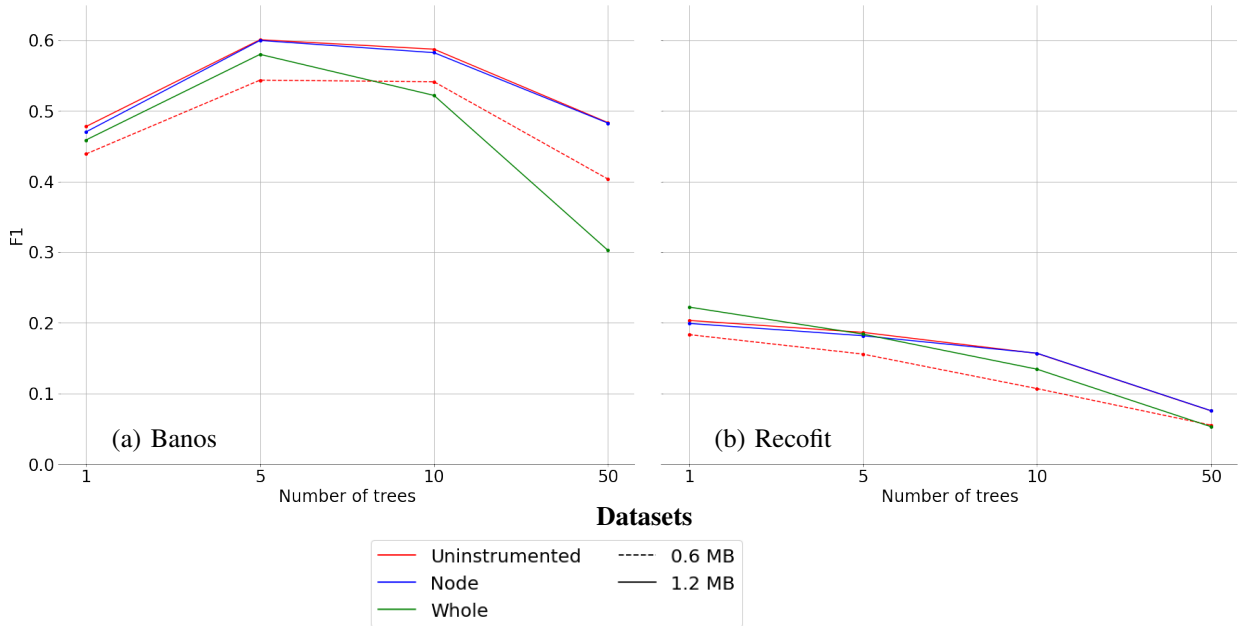 0.6
0.5
0.4
0.3
0.2
0.1
0.0
F1
(a) Banos
(b) Recofit
1 5 10 50
1 5 10 50
Number of trees
Number of trees
Datasets
Uninstrumented
Node
Whole
0.6 MB
1.2 MB